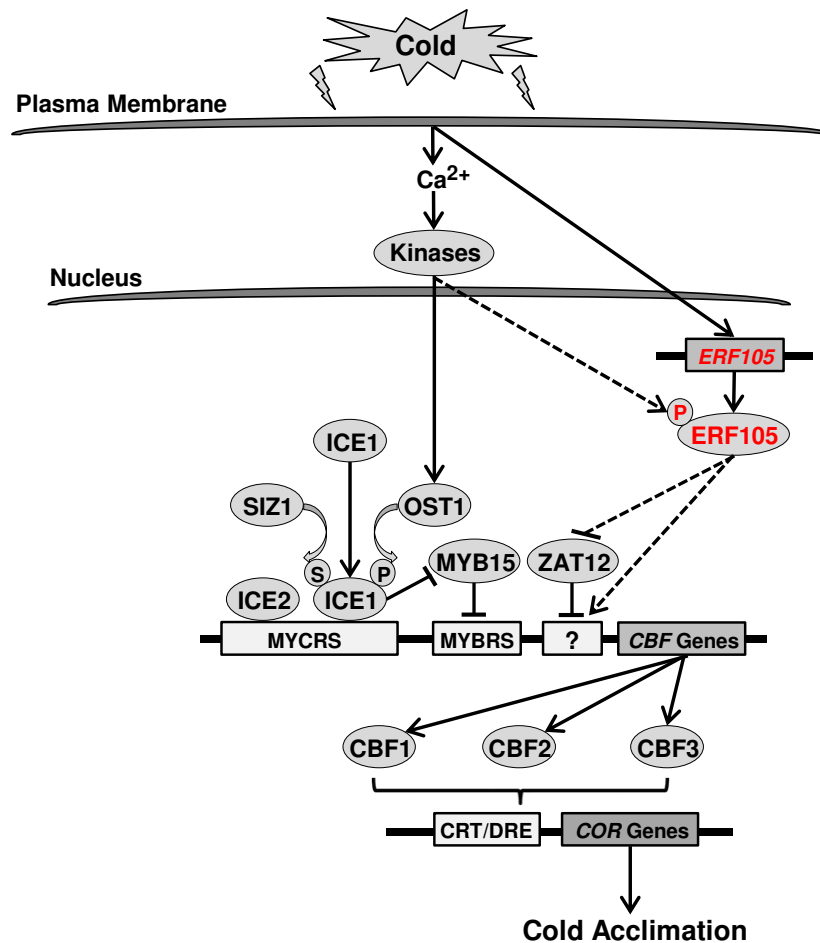 Cold
Plasma Membrane
Ca2+
Kinases
Nucleus
ERF105
P
ERF105
ICE1
SIZ1
OST1
MYB15
ZAT12
S
P
ICE2
ICE1
MYCRS
MYBRS
?
CBF Genes
CBF1
CBF2
CBF3
CRT/DRE
COR Genes
Cold Acclimation